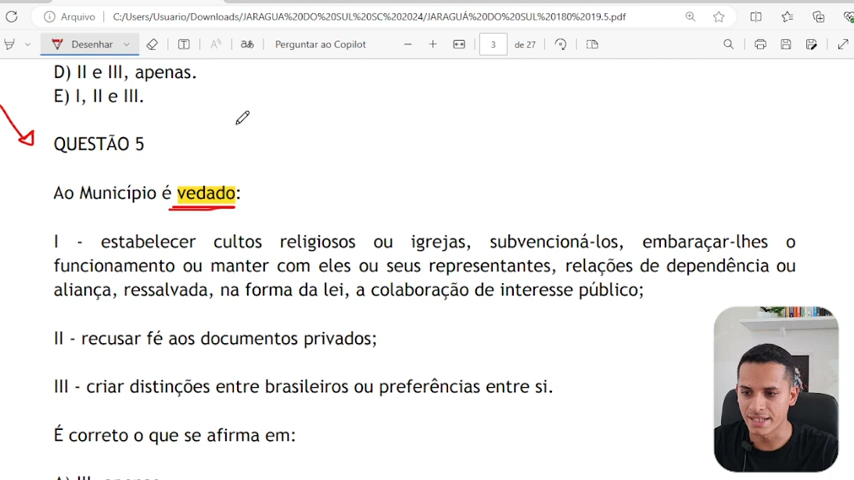 Arquivo C:/Users/Usuario/Downloads/JARAGUA%20DO%20SUL%20SC%202024/JARAGUÁ%20DO%20SUL%20180%2019.5.pdf
Desenhar aあ Perguntar ao Copilot 3 de 27
D) II e III, apenas.
E) I, II e III.
QUESTÃO 5
Ao Município é vedado:
I - estabelecer cultos religiosos ou igrejas, subvencioná-los, embaraçar-lhes o
funcionamento ou manter com eles ou seus representantes, relações de dependência ou
aliança, ressalvada, na forma da lei, a colaboração de interesse público;
II - recusar fé aos documentos privados;
III - criar distinções entre brasileiros ou preferências entre si.
É correto o que se afirma em:
A) III, apenas.